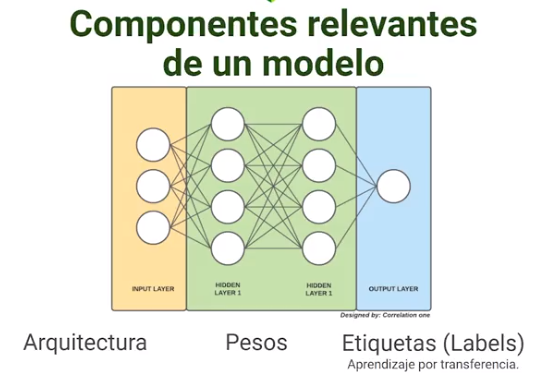 Componentes relevantes
de un modelo
INPUT LAYER
HIDDEN
LAYER 1
HIDDEN
LAYER 1
OUTPUT LAYER
Designed by: Correlation one
Arquitectura
Pesos
Etiquetas (Labels)
Aprendizaje por transferencia.